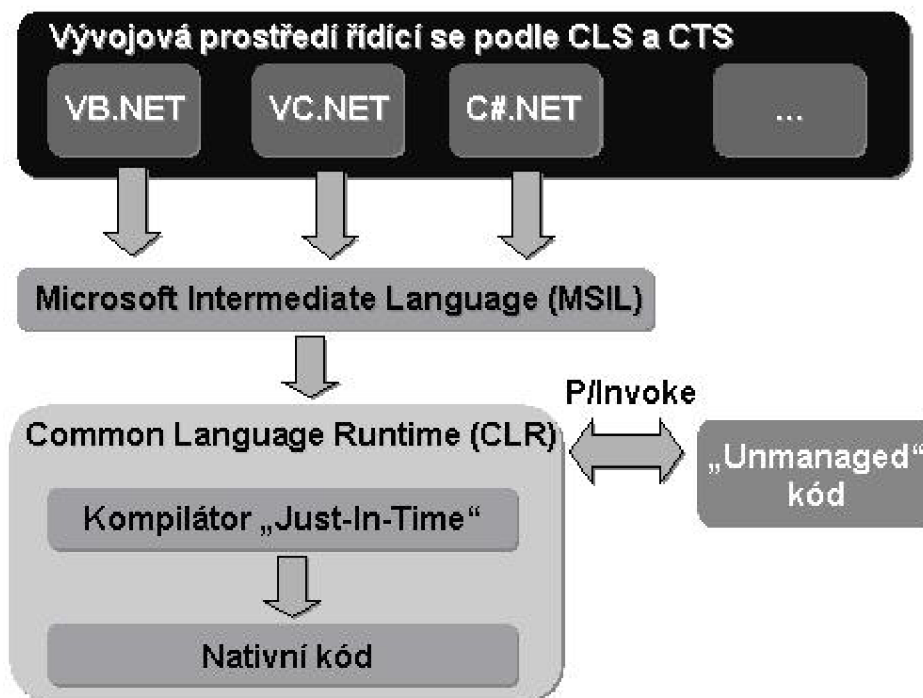 Vývojová prostředí řídící se podle CLS a CTS
VB.NET
VC.NET
C#.NET
...
Microsoft Intermediate Language (MSIL)
P/Invoke
Common Language Runtime (CLR)
„Unmanaged“
kód
Kompilátor „Just-In-Time“
Nativní kód